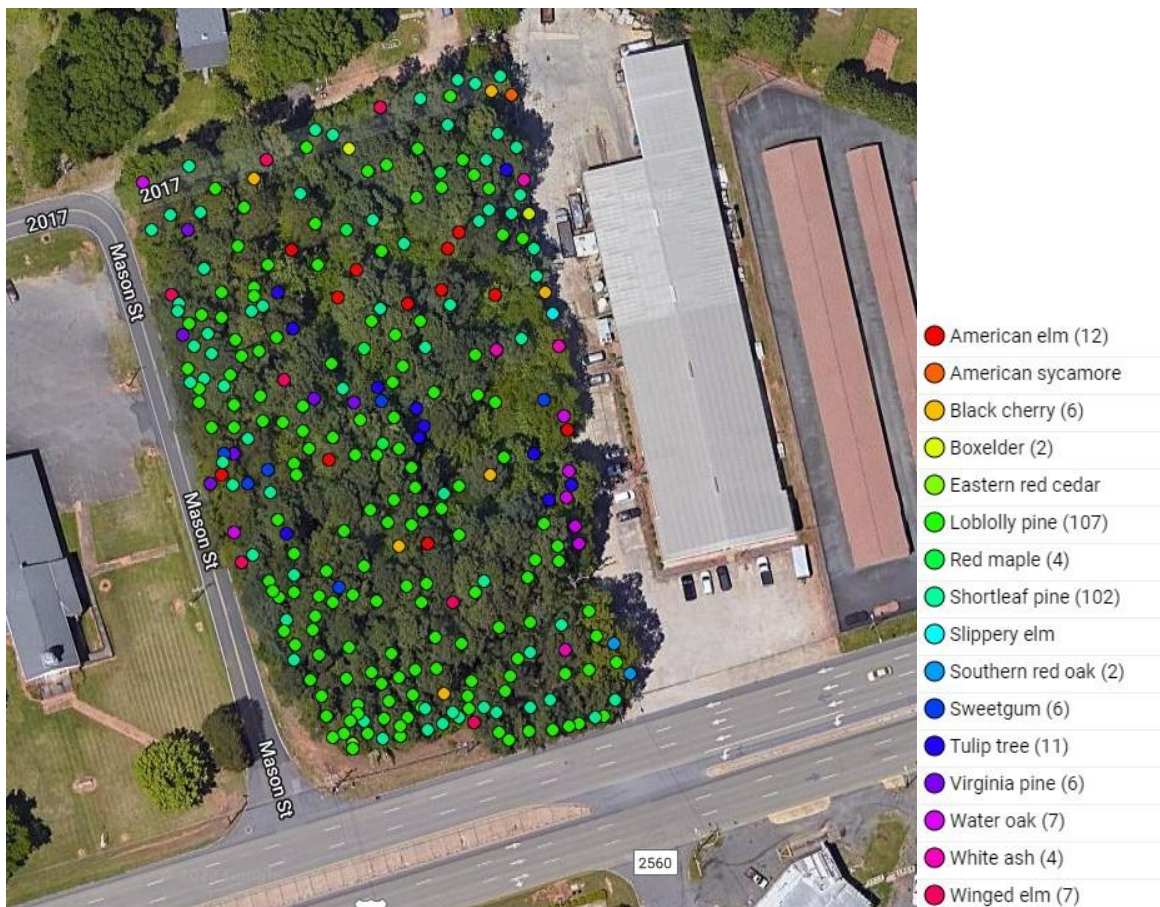 2017
2017
Mason St
Mason St
Mason St
2560
American elm (12)
American sycamore
Black cherry (6)
Boxelder (2)
Eastern red cedar
Loblolly pine (107)
Red maple (4)
Shortleaf pine (102)
Slippery elm
Southern red oak (2)
Sweetgum (6)
Tulip tree (11)
Virginia pine (6)
Water oak (7)
White ash (4)
Winged elm (7)